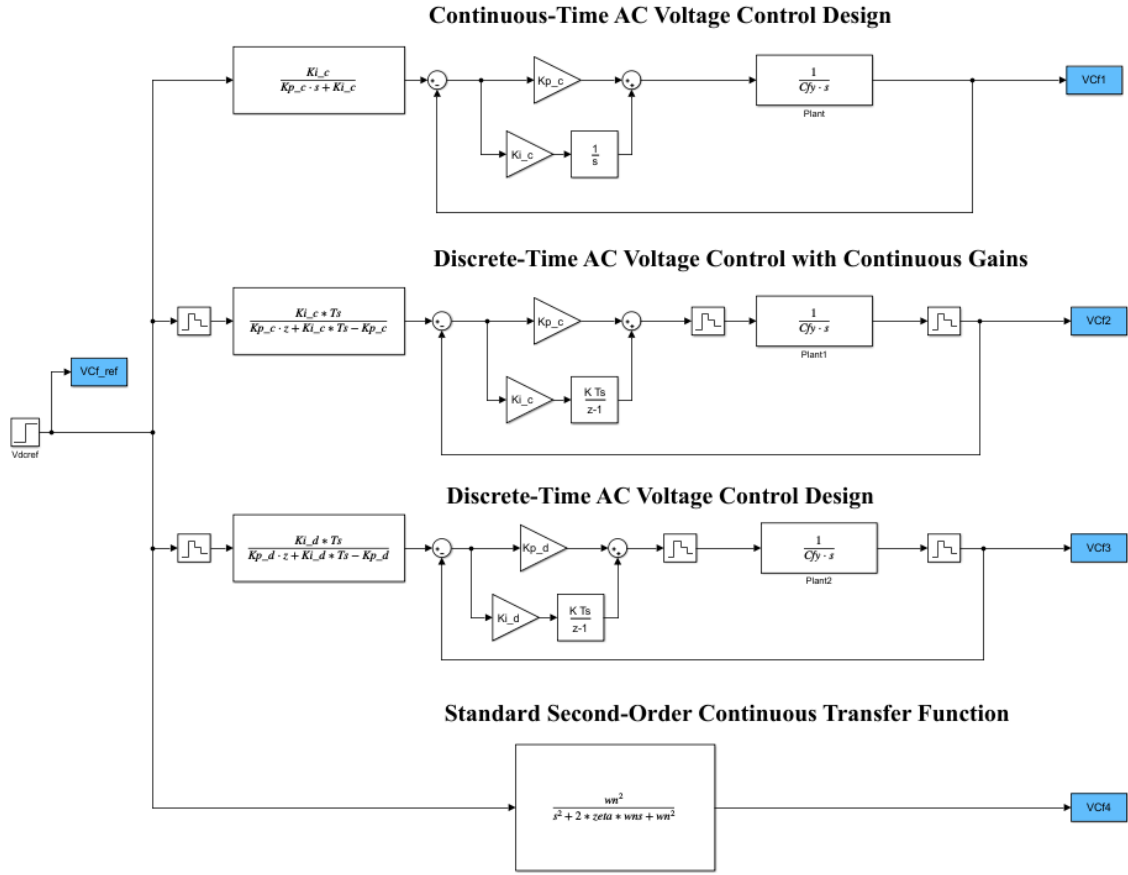 Continuous-Time AC Voltage Control Design
Ki_c
Kp_c · s + Ki_c
+
-
Kp_c
+
+
1
Cfy · s
Plant
VCf1
Ki_c
1
s
Discrete-Time AC Voltage Control with Continuous Gains
Ki_c * Ts
Kp_c · z + Ki_c * Ts - Kp_c
+
-
Kp_c
+
+
1
Cfy · s
Plant1
VCf2
Ki_c
K Ts
z-1
VCf_ref
Vdcref
Discrete-Time AC Voltage Control Design
Ki_d * Ts
Kp_d · z + Ki_d * Ts - Kp_d
+
-
Kp_d
+
+
1
Cfy · s
Plant2
VCf3
Ki_d
K Ts
z-1
Standard Second-Order Continuous Transfer Function
wn²
s² + 2 * zeta * wns + wn²
VCf4